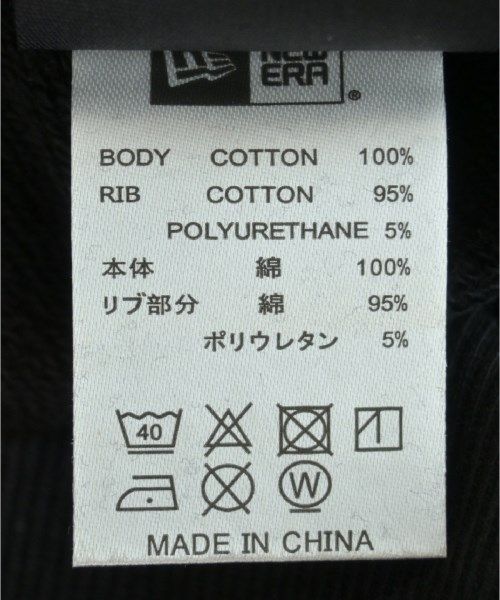 NEW
ERA
®
BODY COTTON 100%
RIB COTTON 95%
POLYURETHANE 5%
本体 綿 100%
リブ部分 綿 95%
ポリウレタン 5%
40
W
MADE IN CHINA